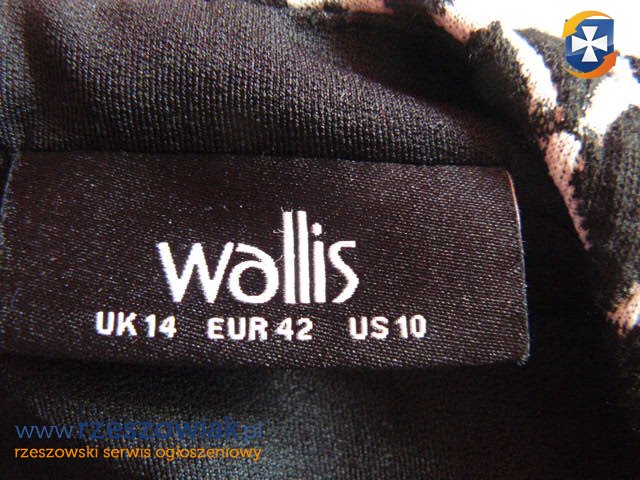 wallis
UK 14 EUR 42 US 10
www.rzeszowiak.pl
rzeszowski serwis ogłoszeniowy